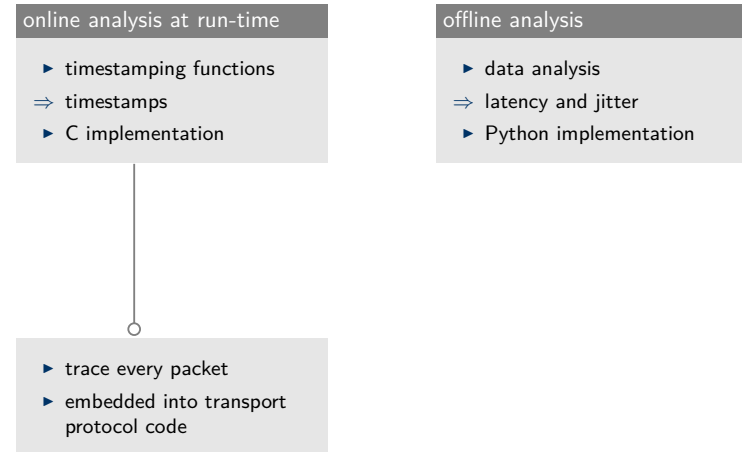 online analysis at run-time
▶ timestamping functions
⇒ timestamps
▶ C implementation
offline analysis
▶ data analysis
⇒ latency and jitter
▶ Python implementation
▶ trace every packet
▶ embedded into transport
protocol code